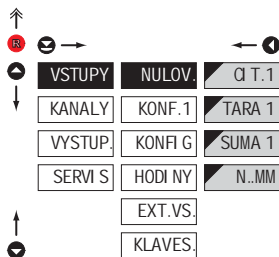 R
VSTUPY NULOV. CIT.1
KANALY KONF.1 TARA 1
VYSTUP. KONFIG SUMA 1
SERVIS HODINY N..MM
EXT.VS.
KLAVES.